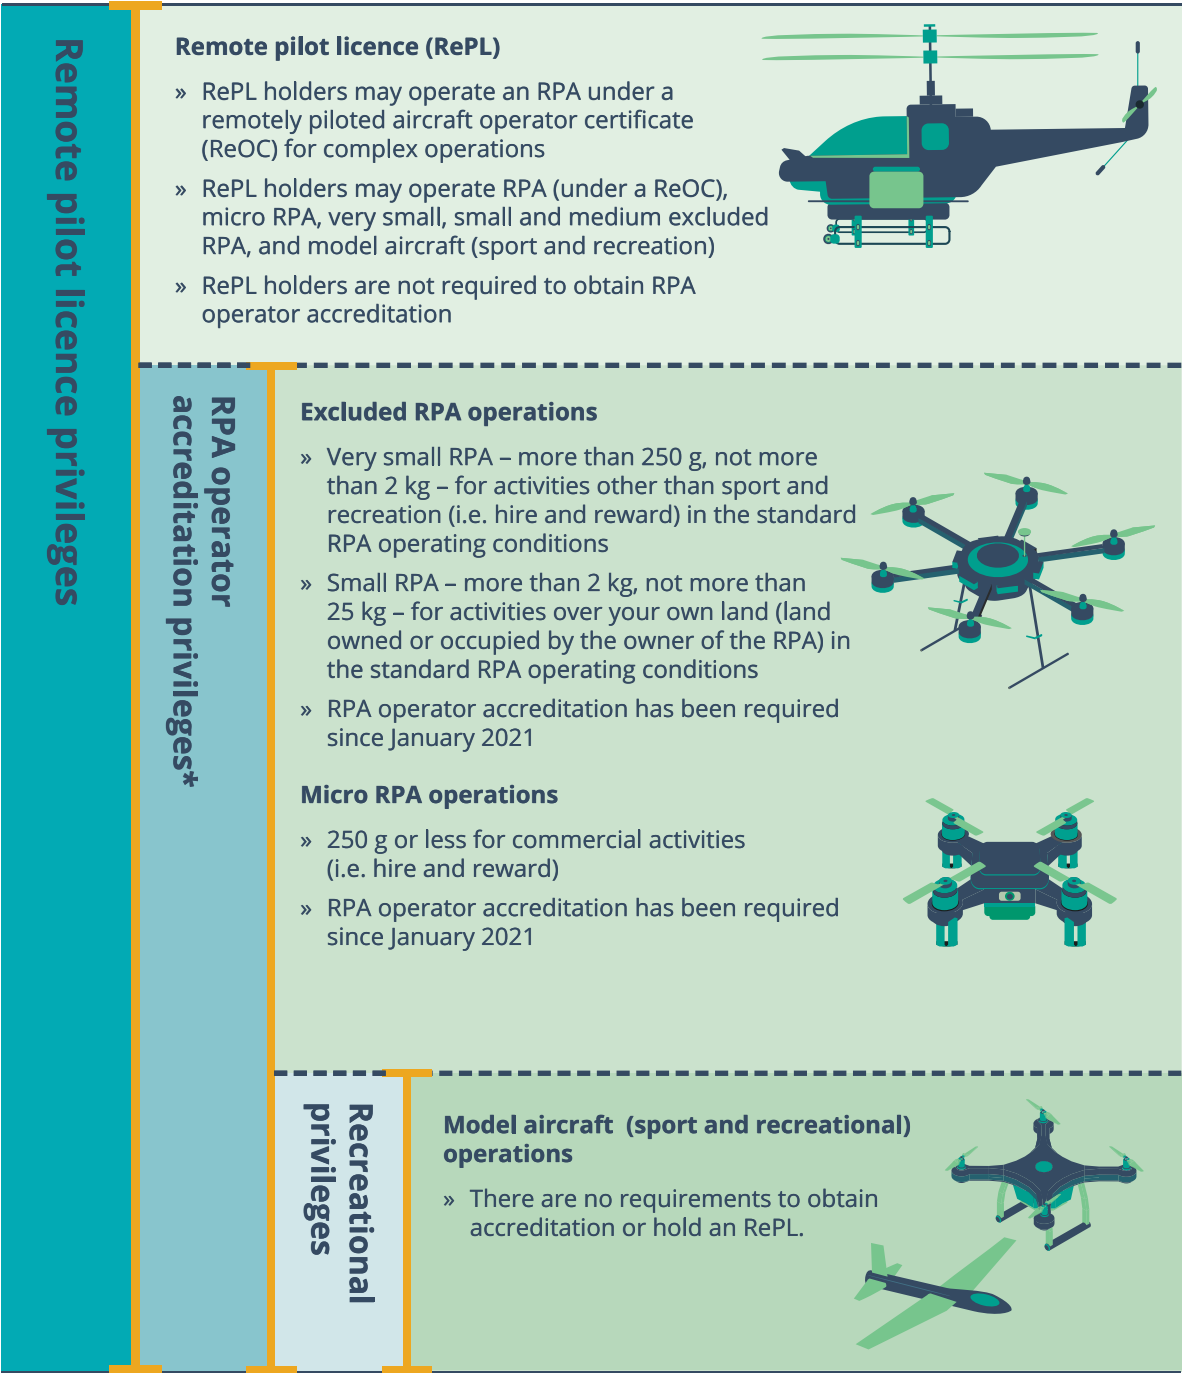 Remote pilot licence privileges
Remote pilot licence (RePL)
» RePL holders may operate an RPA under a
remotely piloted aircraft operator certificate
(ReOC) for complex operations
» RePL holders may operate RPA (under a ReOC),
micro RPA, very small, small and medium excluded
RPA, and model aircraft (sport and recreation)
» RePL holders are not required to obtain RPA
operator accreditation
RPA operator
accreditation privileges*
Excluded RPA operations
» Very small RPA – more than 250 g, not more
than 2 kg – for activities other than sport and
recreation (i.e. hire and reward) in the standard
RPA operating conditions
» Small RPA – more than 2 kg, not more than
25 kg – for activities over your own land (land
owned or occupied by the owner of the RPA) in
the standard RPA operating conditions
» RPA operator accreditation has been required
since January 2021
Micro RPA operations
» 250 g or less for commercial activities
(i.e. hire and reward)
» RPA operator accreditation has been required
since January 2021
Recreational
privileges
Model aircraft (sport and recreational)
operations
» There are no requirements to obtain
accreditation or hold an RePL.